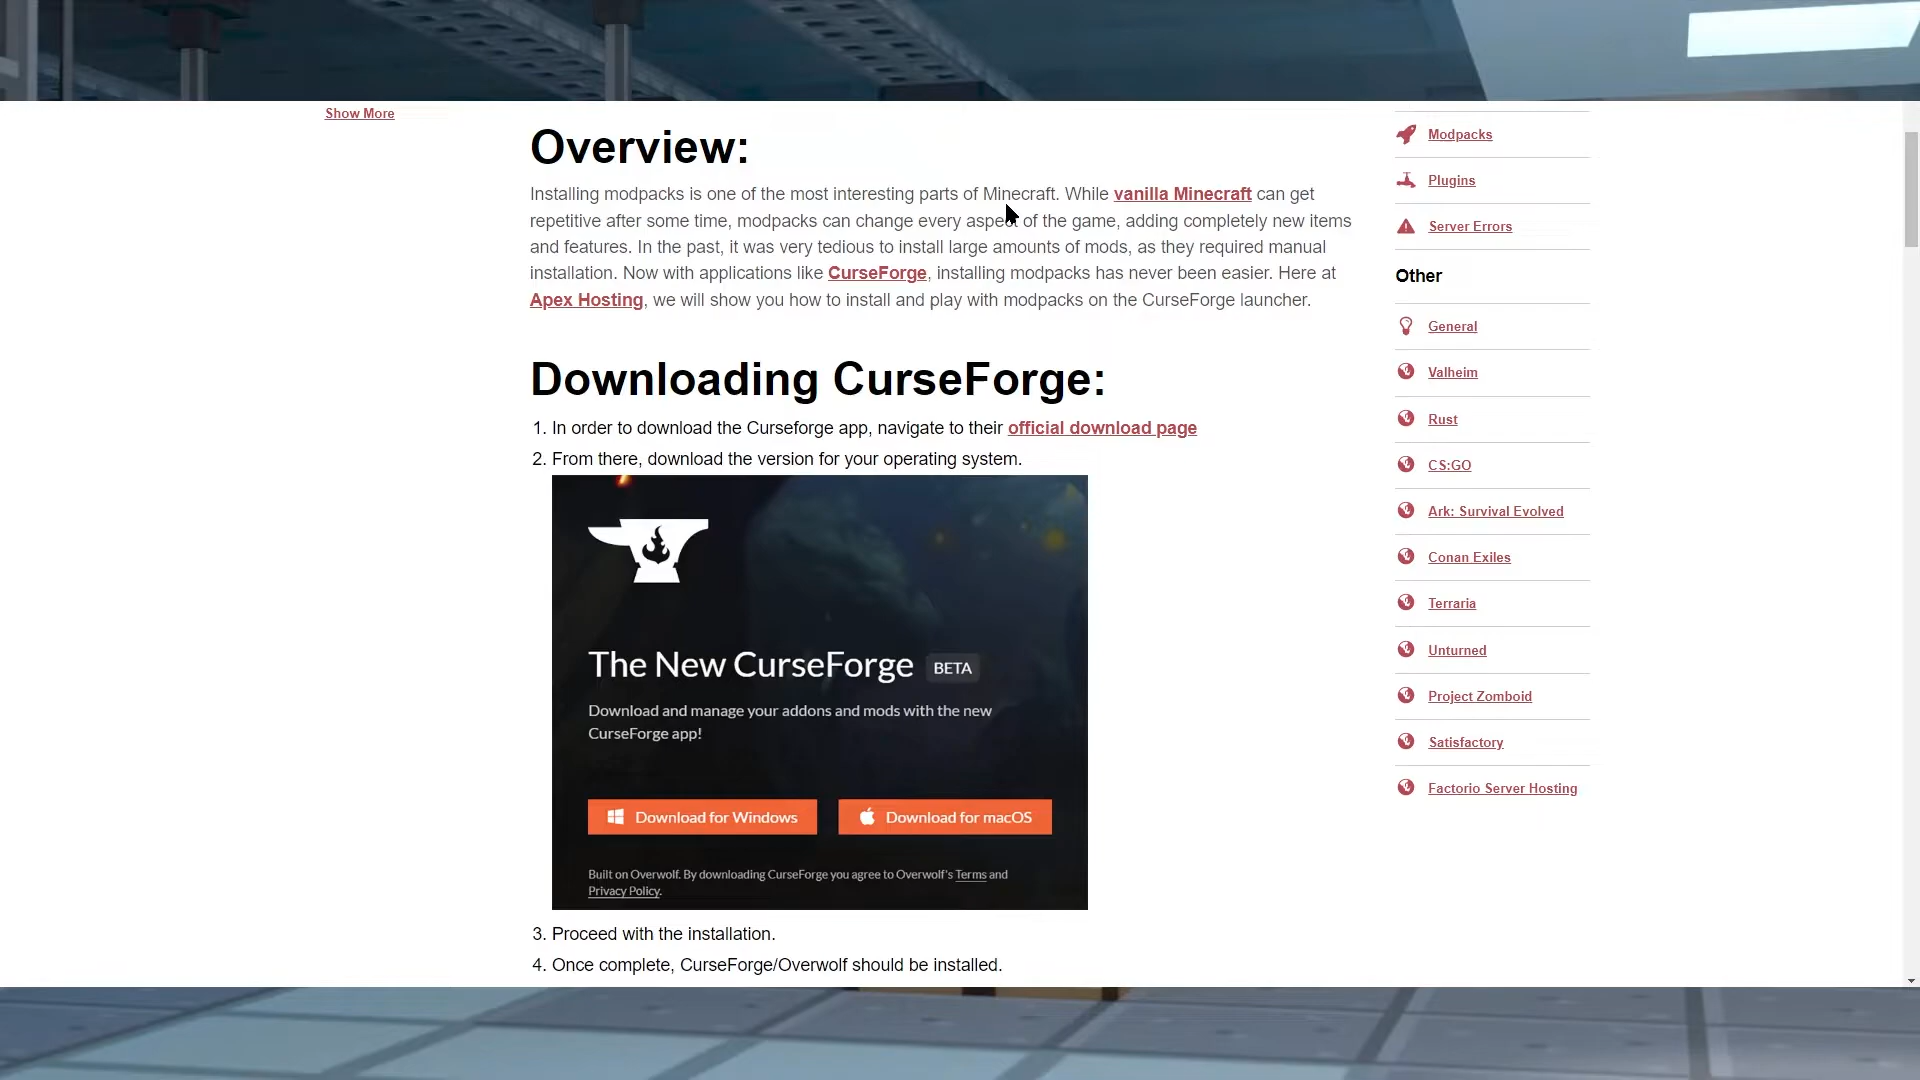 Show More
Overview:
Installing modpacks is one of the most interesting parts of Minecraft. While vanilla Minecraft can get
repetitive after some time, modpacks can change every aspect of the game, adding completely new items
and features. In the past, it was very tedious to install large amounts of mods, as they required manual
installation. Now with applications like CurseForge, installing modpacks has never been easier. Here at
Apex Hosting, we will show you how to install and play with modpacks on the CurseForge launcher.
Downloading CurseForge:
1. In order to download the Curseforge app, navigate to their official download page
2. From there, download the version for your operating system.
The New CurseForge BETA
Download and manage your addons and mods with the new
CurseForge app!
Download for Windows
Download for macOS
Built on Overwolf. By downloading CurseForge you agree to Overwolf's Terms and
Privacy Policy.
3. Proceed with the installation.
4. Once complete, CurseForge/Overwolf should be installed.
Modpacks
Plugins
Server Errors
Other
General
Valheim
Rust
CS:GO
Ark: Survival Evolved
Conan Exiles
Terraria
Unturned
Project Zomboid
Satisfactory
Factorio Server Hosting